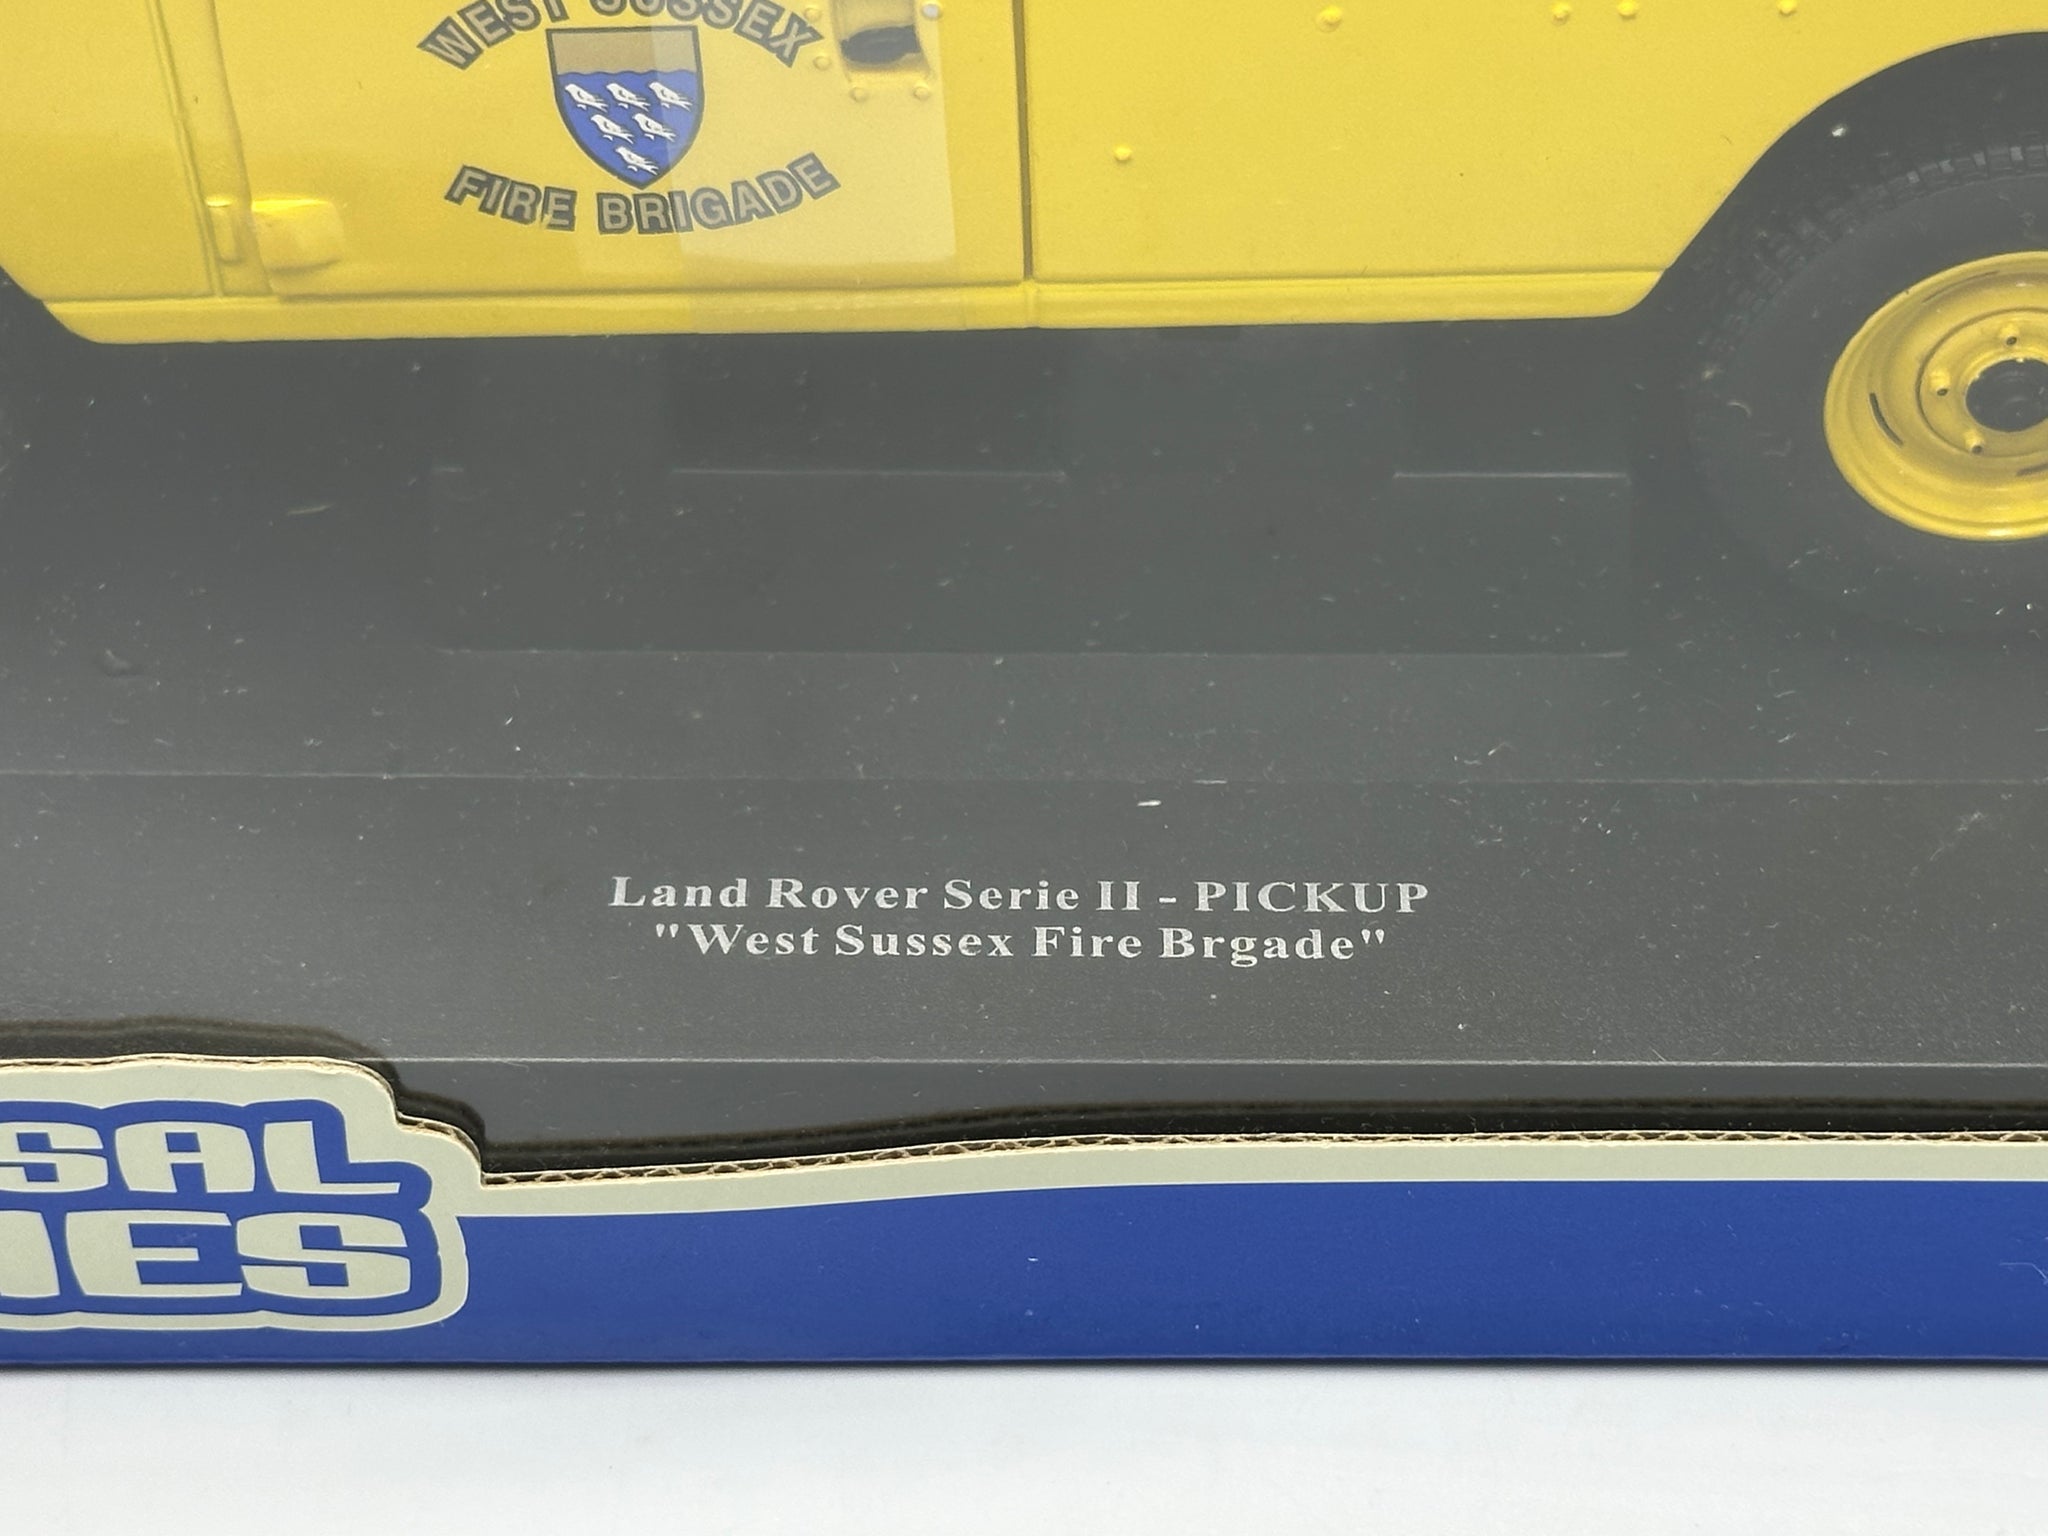 WEST SUSSEX
FIRE BRIGADE
Land Rover Serie II - PICKUP
"West Sussex Fire Brgade"
SAL
IES